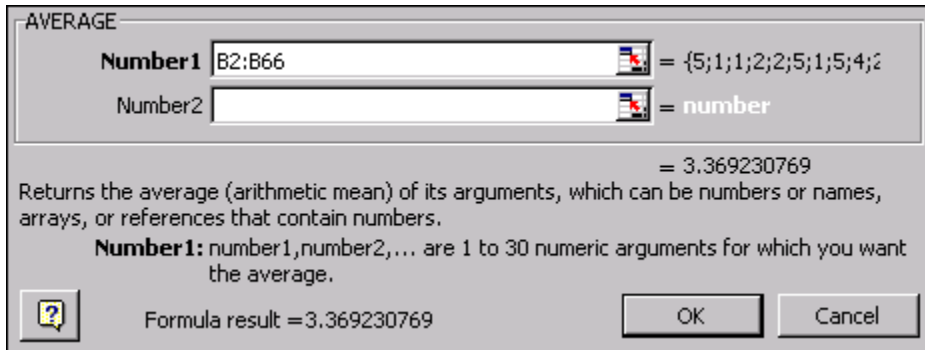 AVERAGE
Number1 B2:B66 = {5;1;1;2;2;5;1;5;4;2
Number2 = number
= 3.369230769
Returns the average (arithmetic mean) of its arguments, which can be numbers or names,
arrays, or references that contain numbers.
Number1: number1,number2,... are 1 to 30 numeric arguments for which you want
the average.
? Formula result =3.369230769 OK Cancel